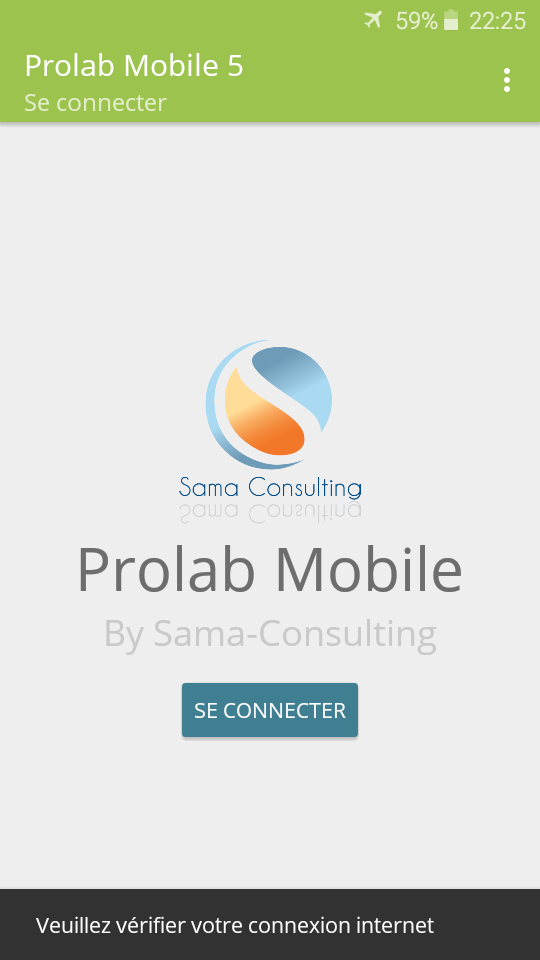 59% 22:25
Prolab Mobile 5
Se connecter
Sama Consulting
Prolab Mobile
By Sama-Consulting
SE CONNECTER
Veuillez vérifier votre connexion internet